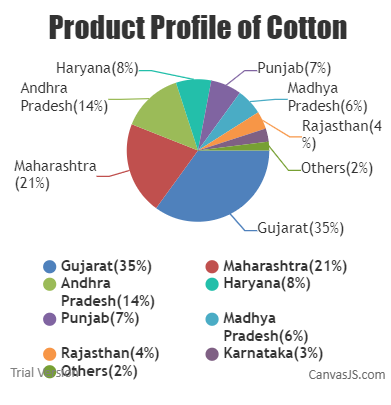 Product Profile of Cotton
Haryana(8%)
Punjab(7%)
Andhra
Pradesh(14%)
Madhya
Pradesh(6%)
Rajasthan(4
%)
Maharashtra
(21%)
Others(2%)
Gujarat(35%)
Gujarat(35%)
Maharashtra(21%)
Andhra
Pradesh(14%)
Haryana(8%)
Punjab(7%)
Madhya
Pradesh(6%)
Rajasthan(4%)
Karnataka(3%)
Others(2%)
Trial Version
CanvasJS.com